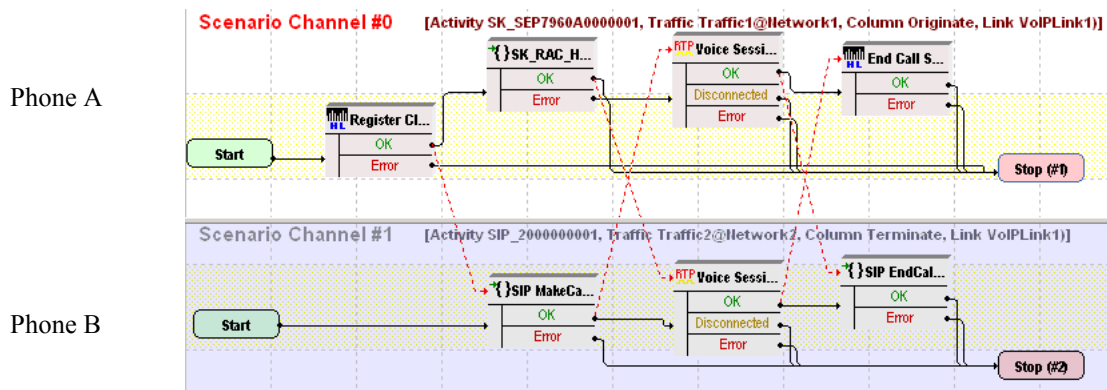 Scenario Channel #0 [Activity SK_SEP7960A0000001, Traffic Traffic1@Network1, Column Originate, Link VoIPLink1)]
Phone A
{}SK_RAC_H...
OK
Error
RTP Voice Sessi...
OK
Disconnected
Error
HL End Call S...
OK
Error
HL Register Cl...
OK
Error
Start
Stop (#1)
Scenario Channel #1 [Activity SIP_2000000001, Traffic Traffic2@Network2, Column Terminate, Link VoIPLink1)]
Phone B
{}SIP MakeCa...
OK
Error
RTP Voice Sessi...
OK
Disconnected
Error
{}SIP EndCal...
OK
Error
Start
Stop (#2)